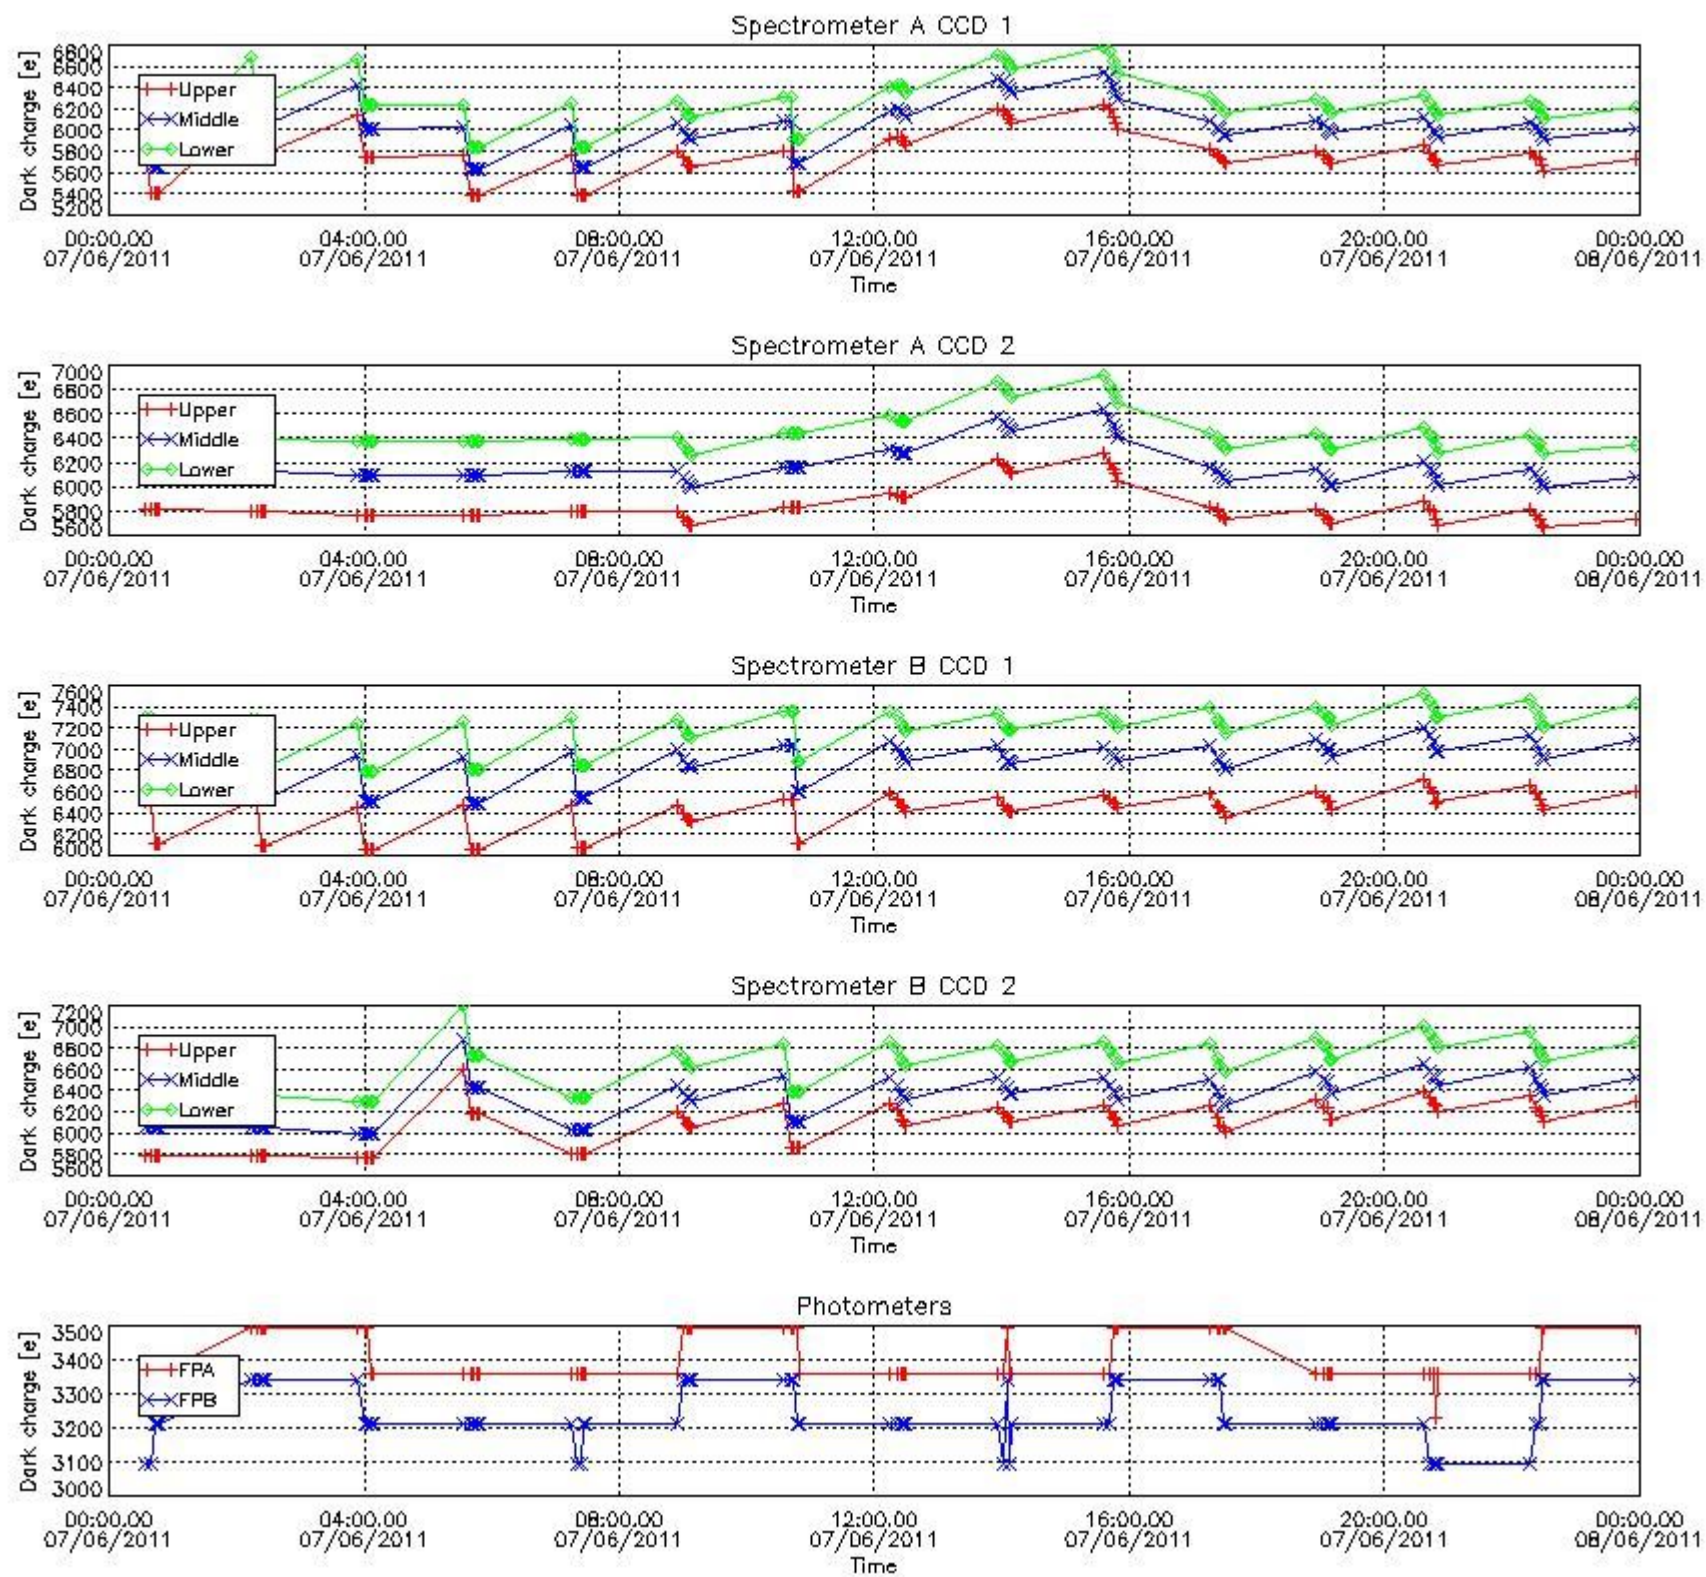 Spectrometer A CCD 1
Dark charge [e]
6800
6600
6400
6200
6000
5800
5600
5400
5200
Upper
Middle
Lower
00:00.00 04:00.00 08:00.00 12:00.00 16:00.00 20:00.00 00:00.00
07/06/2011 07/06/2011 07/06/2011 07/06/2011 07/06/2011 07/06/2011 08/06/2011
Time
Spectrometer A CCD 2
Dark charge [e]
7000
6800
6600
6400
6200
6000
5800
5600
Upper
Middle
Lower
00:00.00 04:00.00 08:00.00 12:00.00 16:00.00 20:00.00 00:00.00
07/06/2011 07/06/2011 07/06/2011 07/06/2011 07/06/2011 07/06/2011 08/06/2011
Time
Spectrometer B CCD 1
Dark charge [e]
7600
7400
7200
7000
6800
6600
6400
6200
6000
Upper
Middle
Lower
00:00.00 04:00.00 08:00.00 12:00.00 16:00.00 20:00.00 00:00.00
07/06/2011 07/06/2011 07/06/2011 07/06/2011 07/06/2011 07/06/2011 08/06/2011
Time
Spectrometer B CCD 2
Dark charge [e]
7200
7000
6800
6600
6400
6200
6000
5800
5600
Upper
Middle
Lower
00:00.00 04:00.00 08:00.00 12:00.00 16:00.00 20:00.00 00:00.00
07/06/2011 07/06/2011 07/06/2011 07/06/2011 07/06/2011 07/06/2011 08/06/2011
Time
Photometers
Dark charge [e]
3500
3400
3300
3200
3100
3000
FPA
FPB
00:00.00 04:00.00 08:00.00 12:00.00 16:00.00 20:00.00 00:00.00
07/06/2011 07/06/2011 07/06/2011 07/06/2011 07/06/2011 07/06/2011 08/06/2011
Time